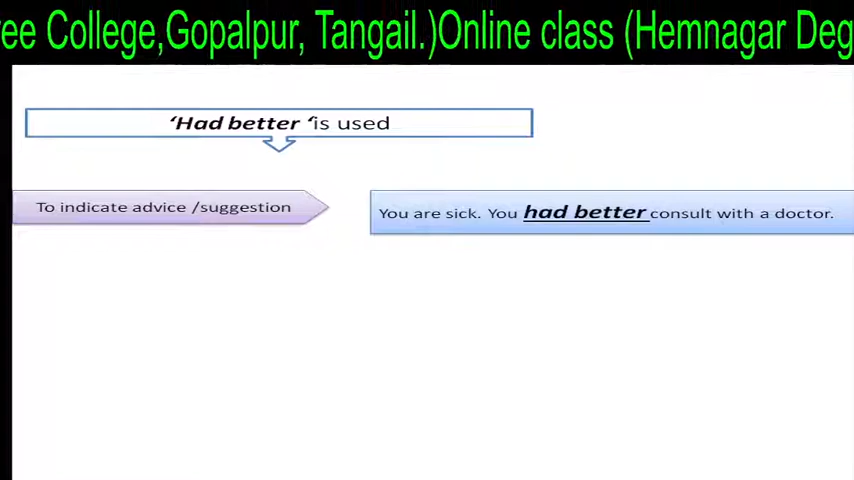 ee College,Gopalpur, Tangail.)Online class (Hemnagar Deg
‘Had better ‘is used
To indicate advice /suggestion
You are sick. You had better consult with a doctor.